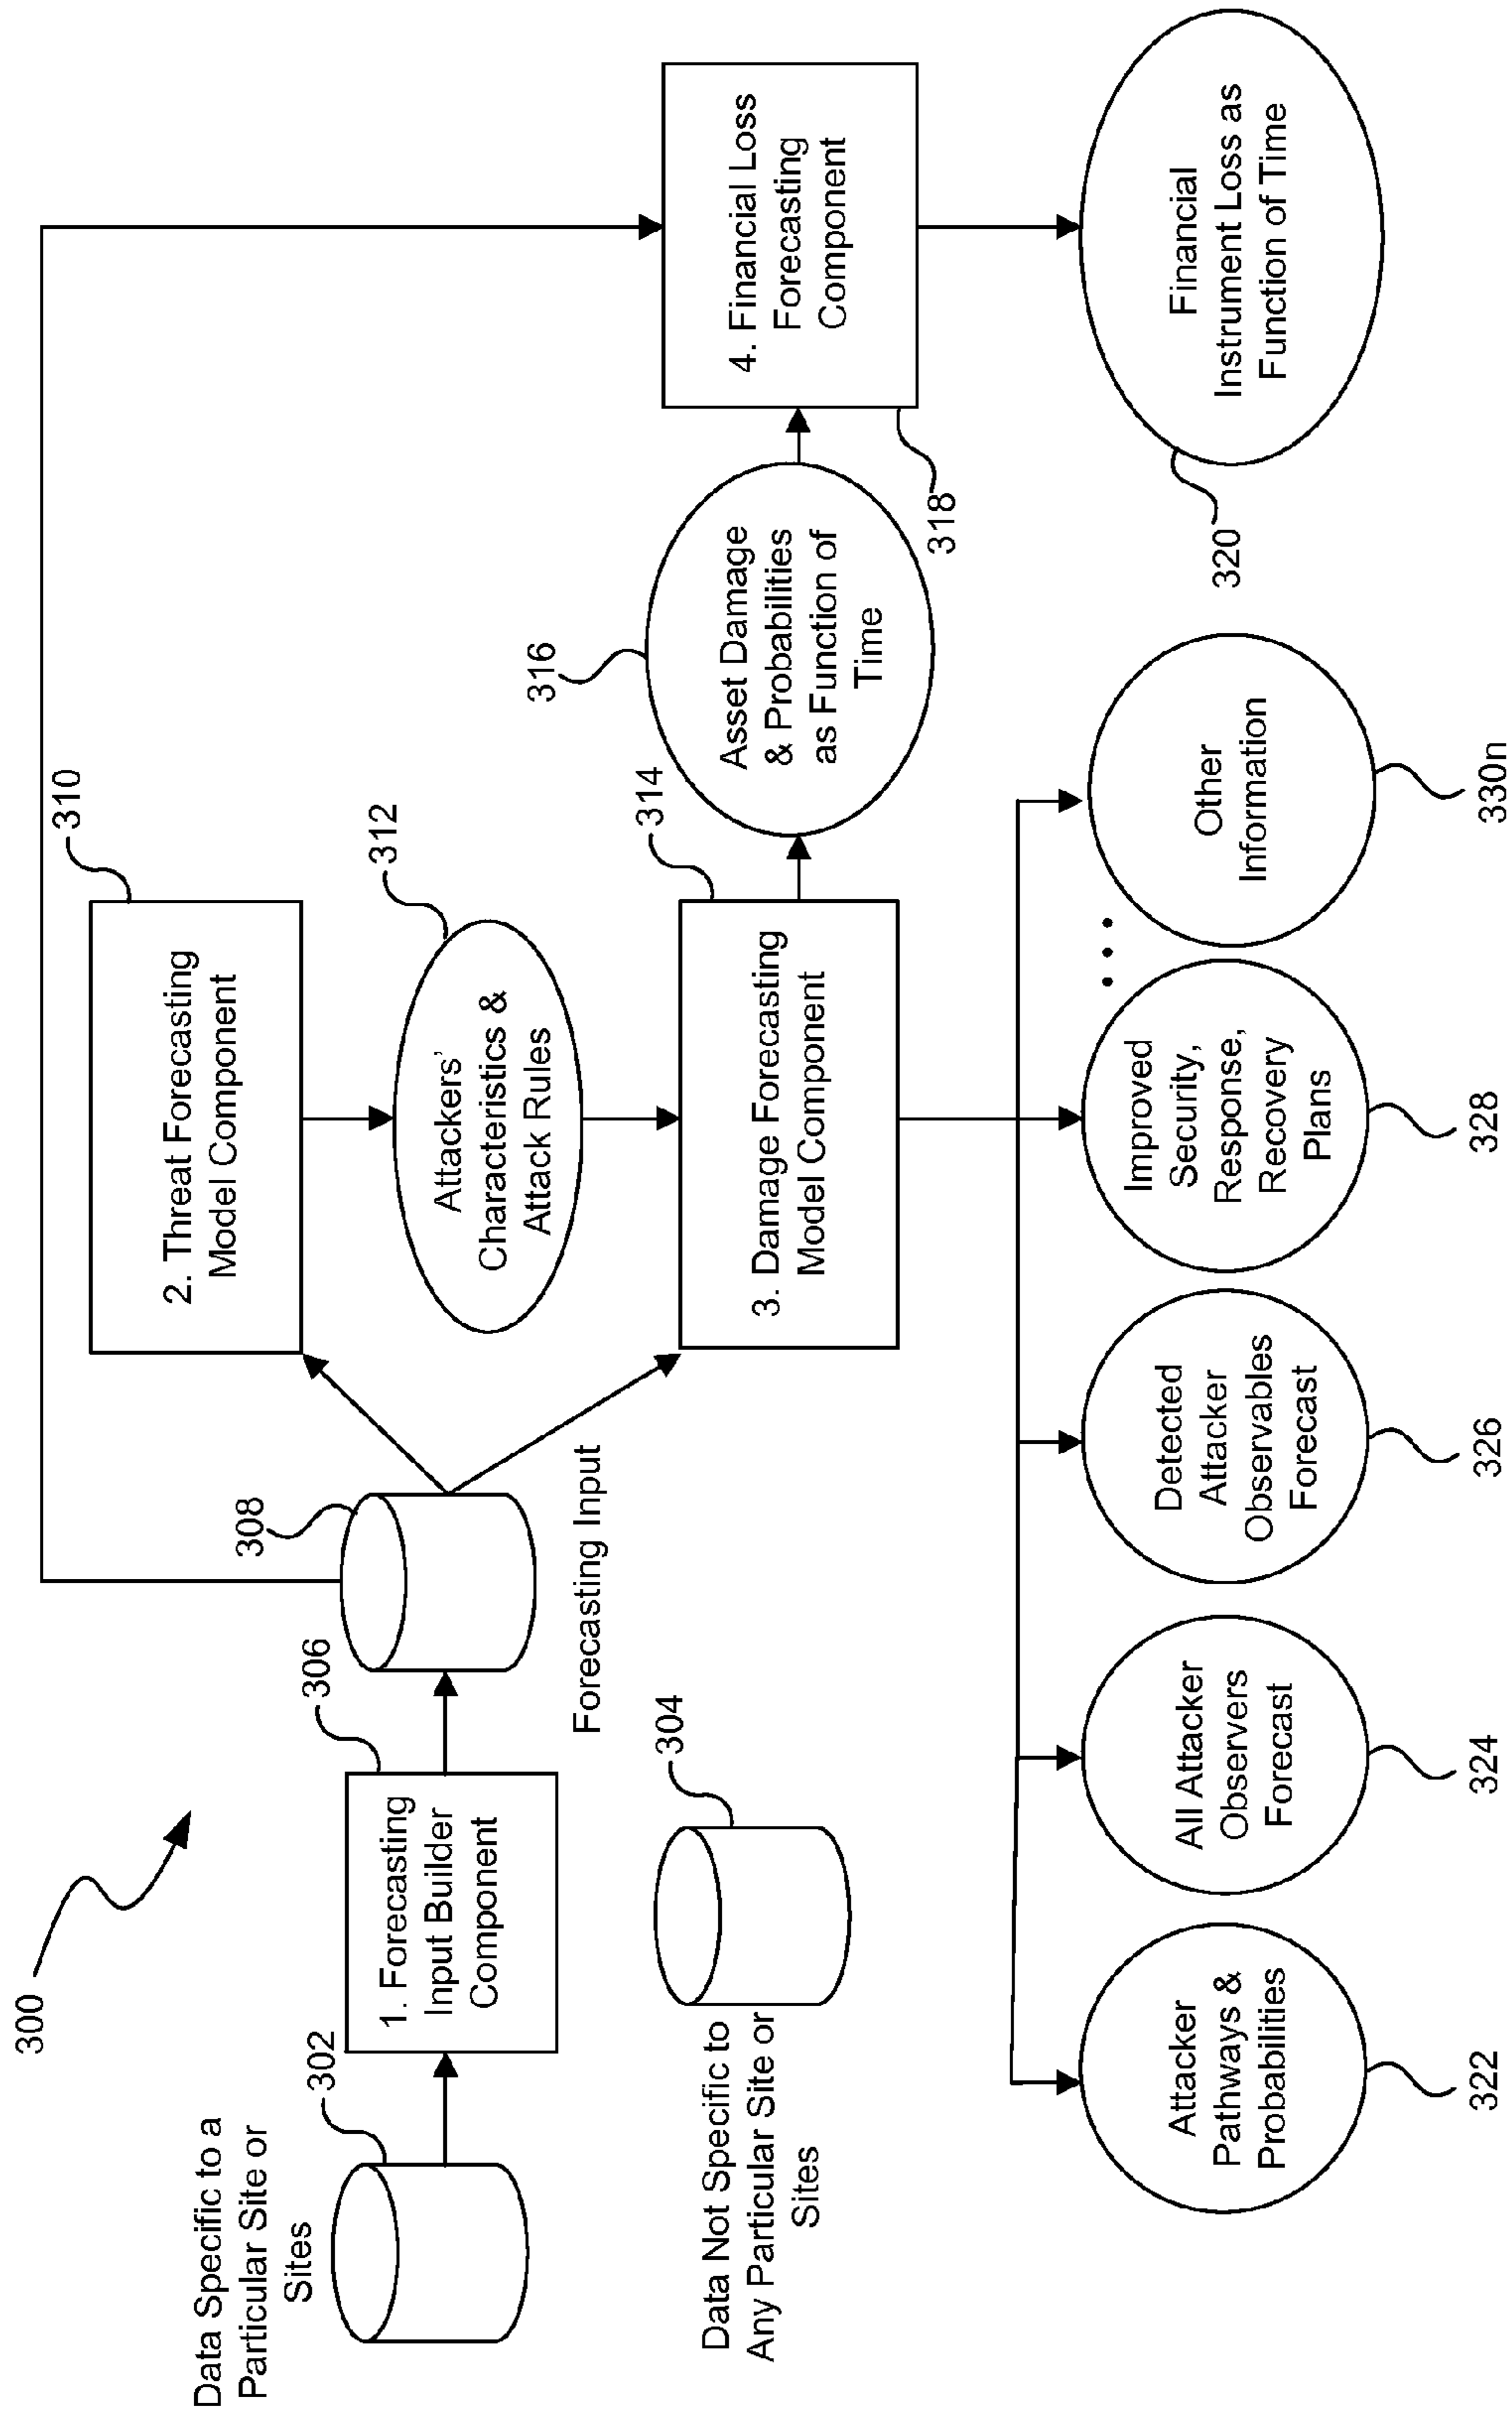 300
Data Specific to a
Particular Site or
Sites
302
1. Forecasting
Input Builder
Component
306
308
Forecasting Input
Data Not Specific to
Any Particular Site or
Sites
304
2. Threat Forecasting
Model Component
310
Attackers'
Characteristics &
Attack Rules
312
3. Damage Forecasting
Model Component
314
Asset Damage
& Probabilities
as Function of
Time
316
4. Financial Loss
Forecasting
Component
318
Financial
Instrument Loss as
Function of Time
320
Attacker
Pathways &
Probabilities
322
All Attacker
Observers
Forecast
324
Detected
Attacker
Observables
Forecast
326
Improved
Security,
Response,
Recovery
Plans
328
...
Other
Information
330n